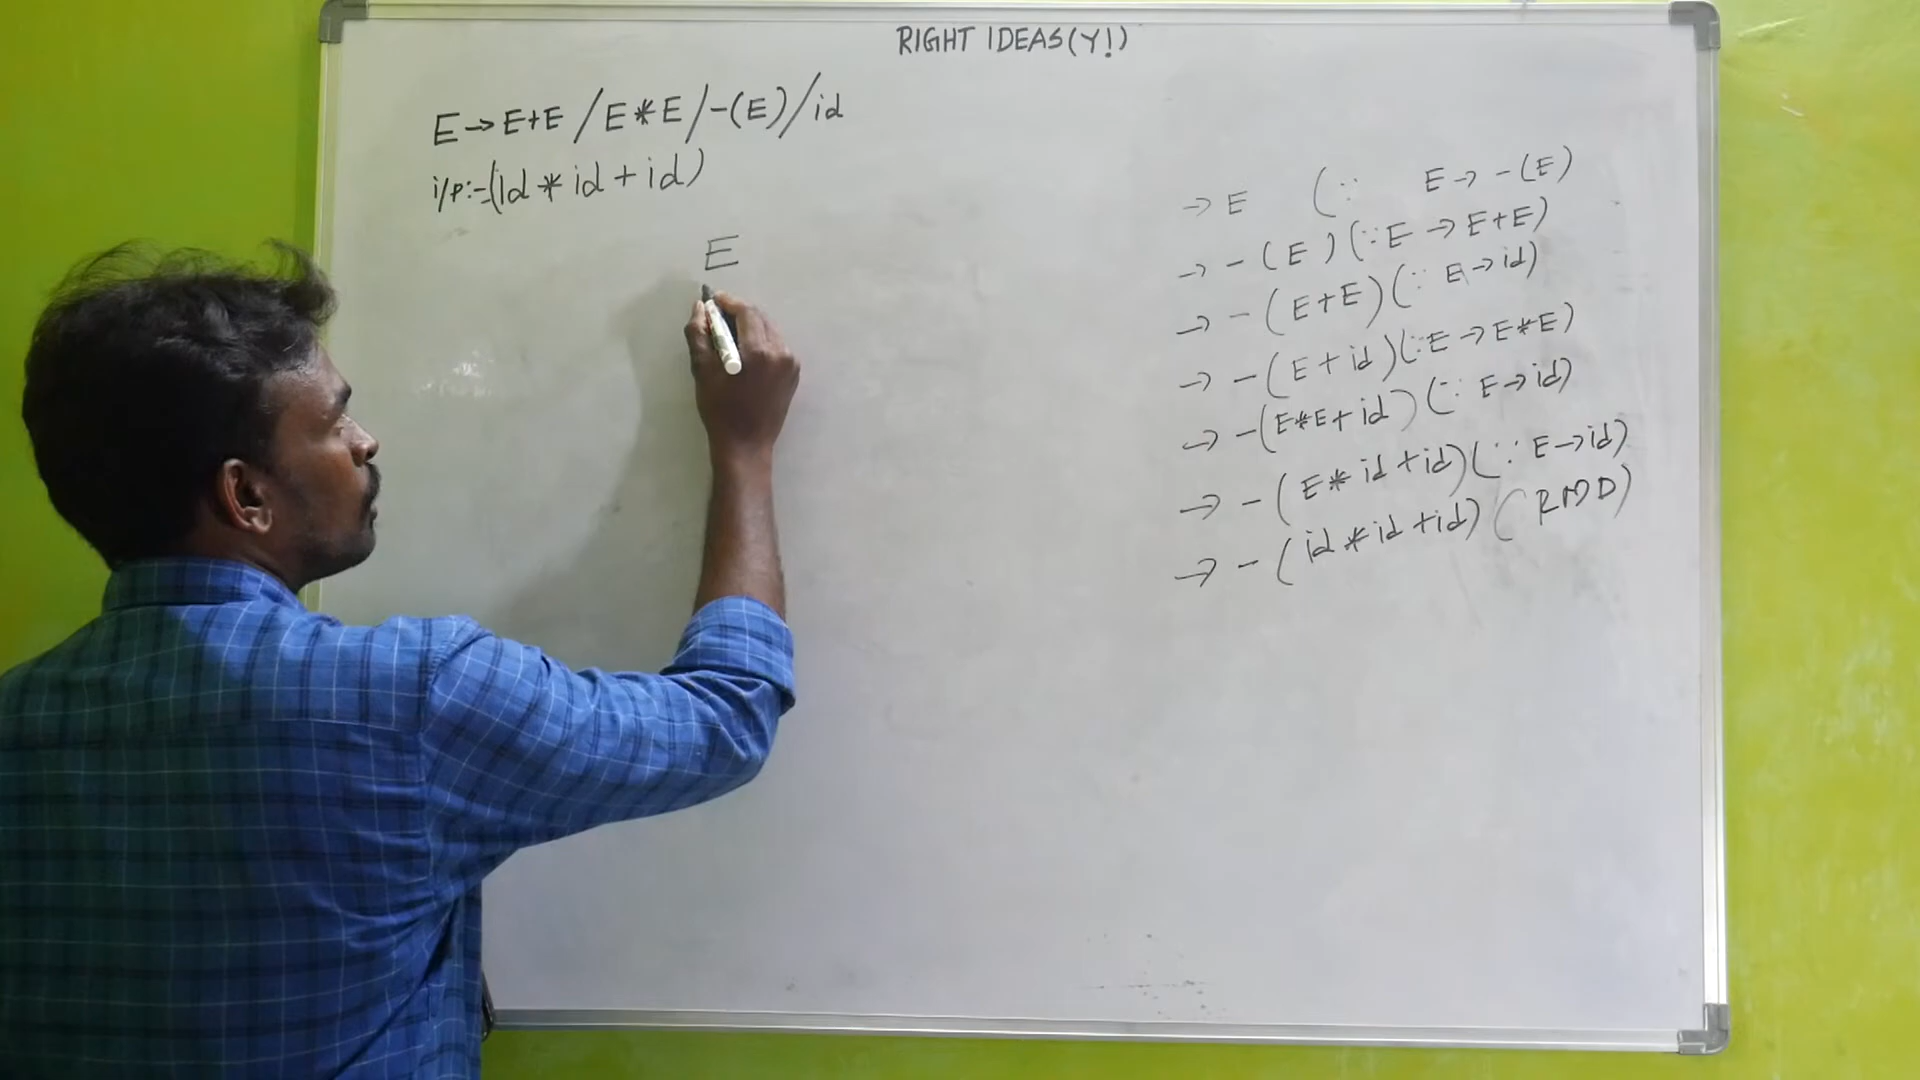 RIGHT IDEAS(Y!)
E→E+E/E*E/-(E)/id
i/p:-(id*id+id)
E
→ E (∵ E→-(E)
→ -(E)(∵E→E+E)
→ -(E+E)(∵ E→id)
→ -(E+id)(∵E→E*E)
→ -(E*E+id)(∵ E→id)
→ -(E*id+id)(∵E→id)
→ -(id*id+id)(RMD)